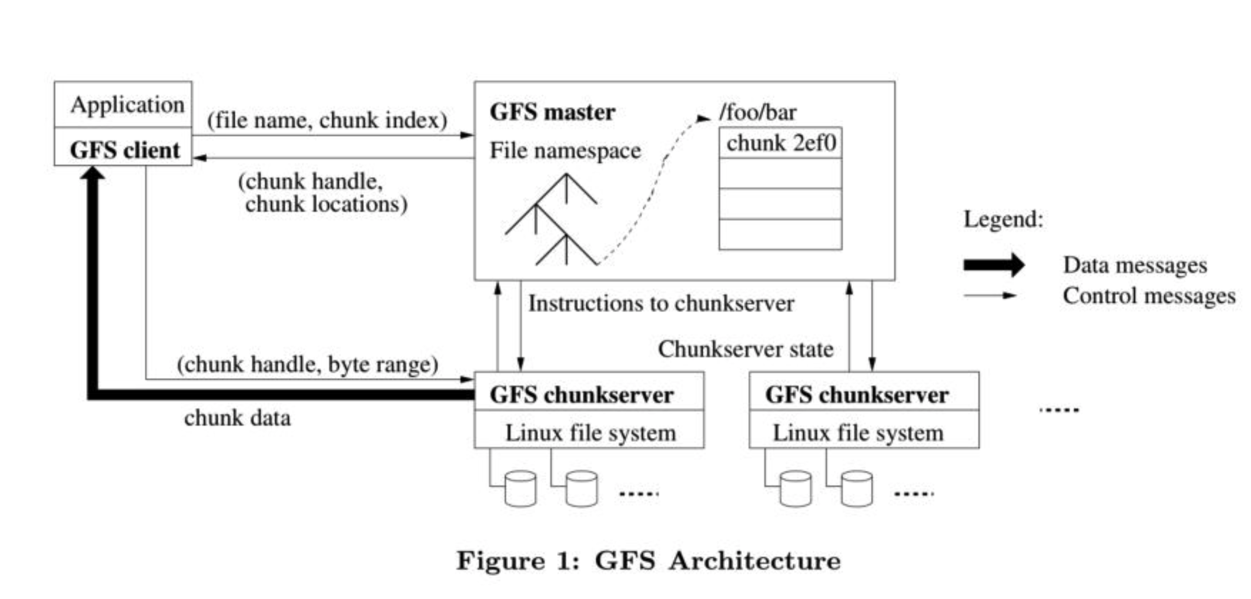 Application
GFS client
(file name, chunk index)
(chunk handle,
chunk locations)
GFS master
File namespace
/foo/bar
chunk 2ef0
Legend:
Data messages
Control messages
Instructions to chunkserver
Chunkserver state
(chunk handle, byte range)
chunk data
GFS chunkserver
Linux file system
GFS chunkserver
Linux file system
Figure 1: GFS Architecture